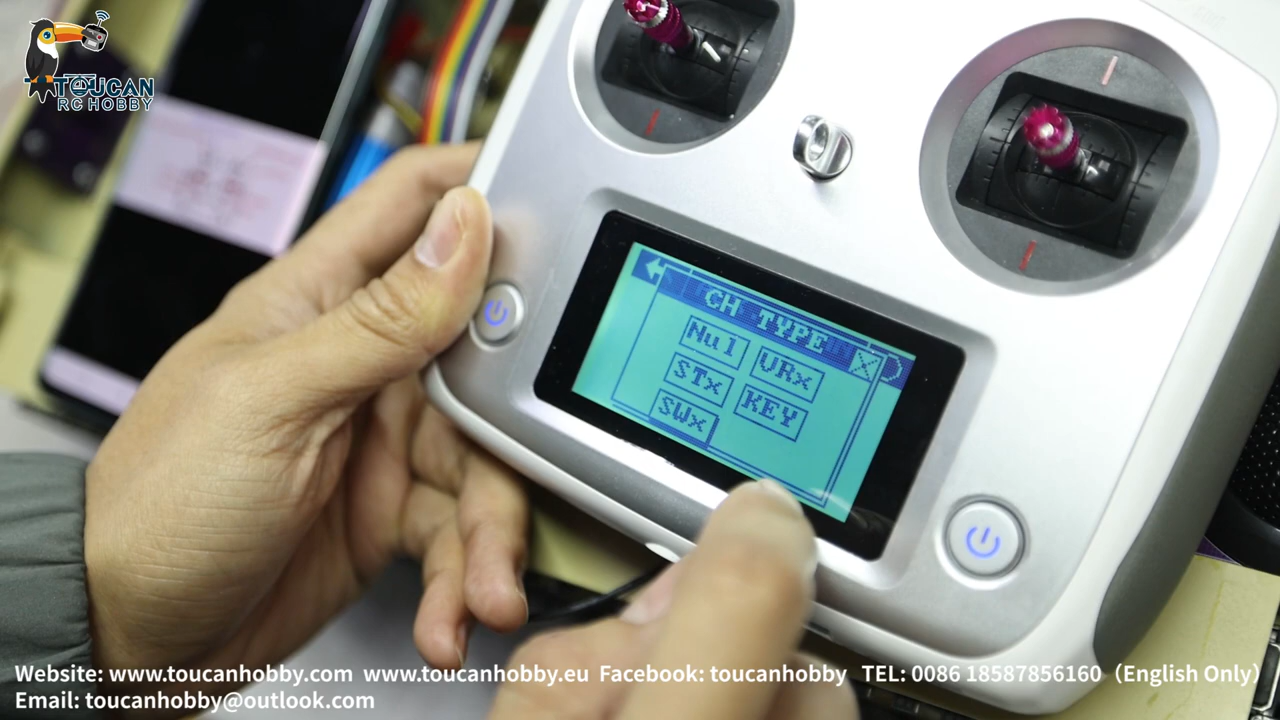 TOUCAN
RC HOBBY
CH TYPE
X
Nul
VRx
STx
KEY
SWx
Website: www.toucanhobby.com www.toucanhobby.eu Facebook: toucanhobby TEL: 0086 18587856160（English Only）
Email: toucanhobby@outlook.com